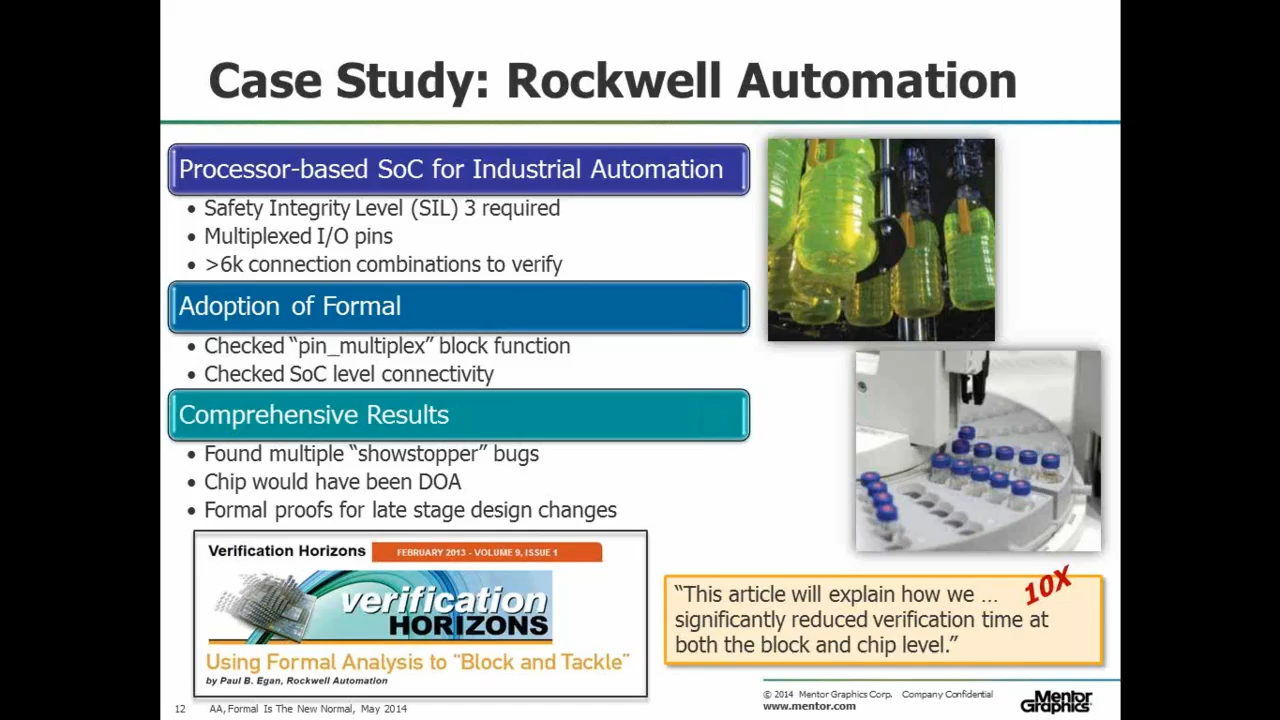 Case Study: Rockwell Automation
Processor-based SoC for Industrial Automation
• Safety Integrity Level (SIL) 3 required
• Multiplexed I/O pins
• >6k connection combinations to verify
Adoption of Formal
• Checked “pin_multiplex” block function
• Checked SoC level connectivity
Comprehensive Results
• Found multiple “showstopper” bugs
• Chip would have been DOA
• Formal proofs for late stage design changes
Verification Horizons FEBRUARY 2013 - VOLUME 9, ISSUE 1
verification
HORIZONS
Using Formal Analysis to “Block and Tackle”
by Paul B. Egan, Rockwell Automation
10X
“This article will explain how we …
significantly reduced verification time at
both the block and chip level.”
12 AA, Formal Is The New Normal, May 2014
© 2014 Mentor Graphics Corp. Company Confidential
www.mentor.com
Mentor
Graphics